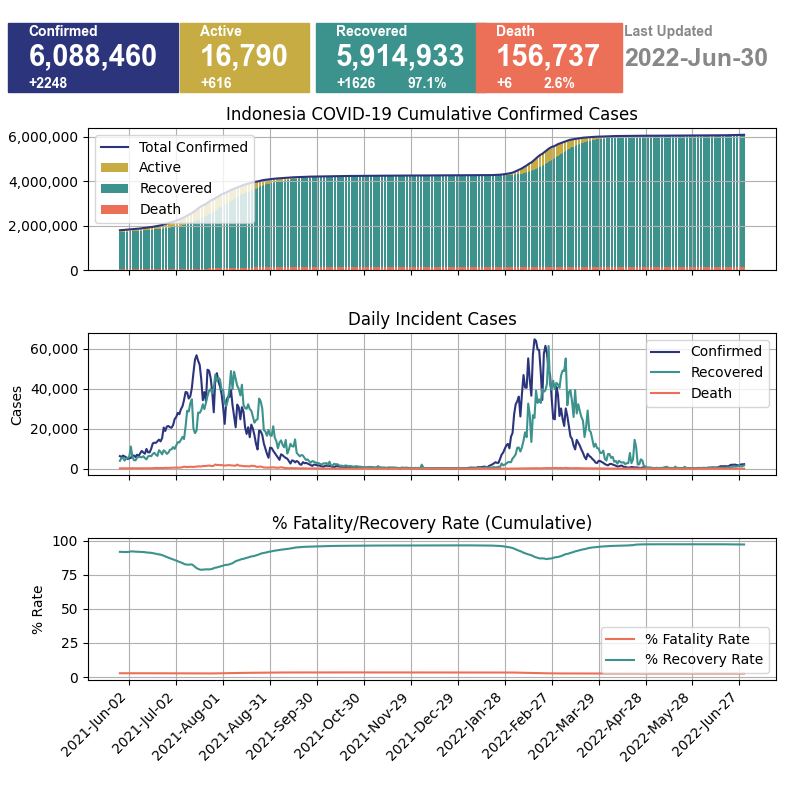 Confirmed
6,088,460
+2248
Active
16,790
+616
Recovered
5,914,933
+1626 97.1%
Death
156,737
+6 2.6%
Last Updated
2022-Jun-30
Indonesia COVID-19 Cumulative Confirmed Cases
6,000,000
4,000,000
2,000,000
0
Total Confirmed
Active
Recovered
Death
Daily Incident Cases
Cases
60,000
40,000
20,000
0
Confirmed
Recovered
Death
% Fatality/Recovery Rate (Cumulative)
% Rate
100
75
50
25
0
% Fatality Rate
% Recovery Rate
2021-Jun-02
2021-Jul-02
2021-Aug-01
2021-Aug-31
2021-Sep-30
2021-Oct-30
2021-Nov-29
2021-Dec-29
2022-Jan-28
2022-Feb-27
2022-Mar-29
2022-Apr-28
2022-May-28
2022-Jun-27